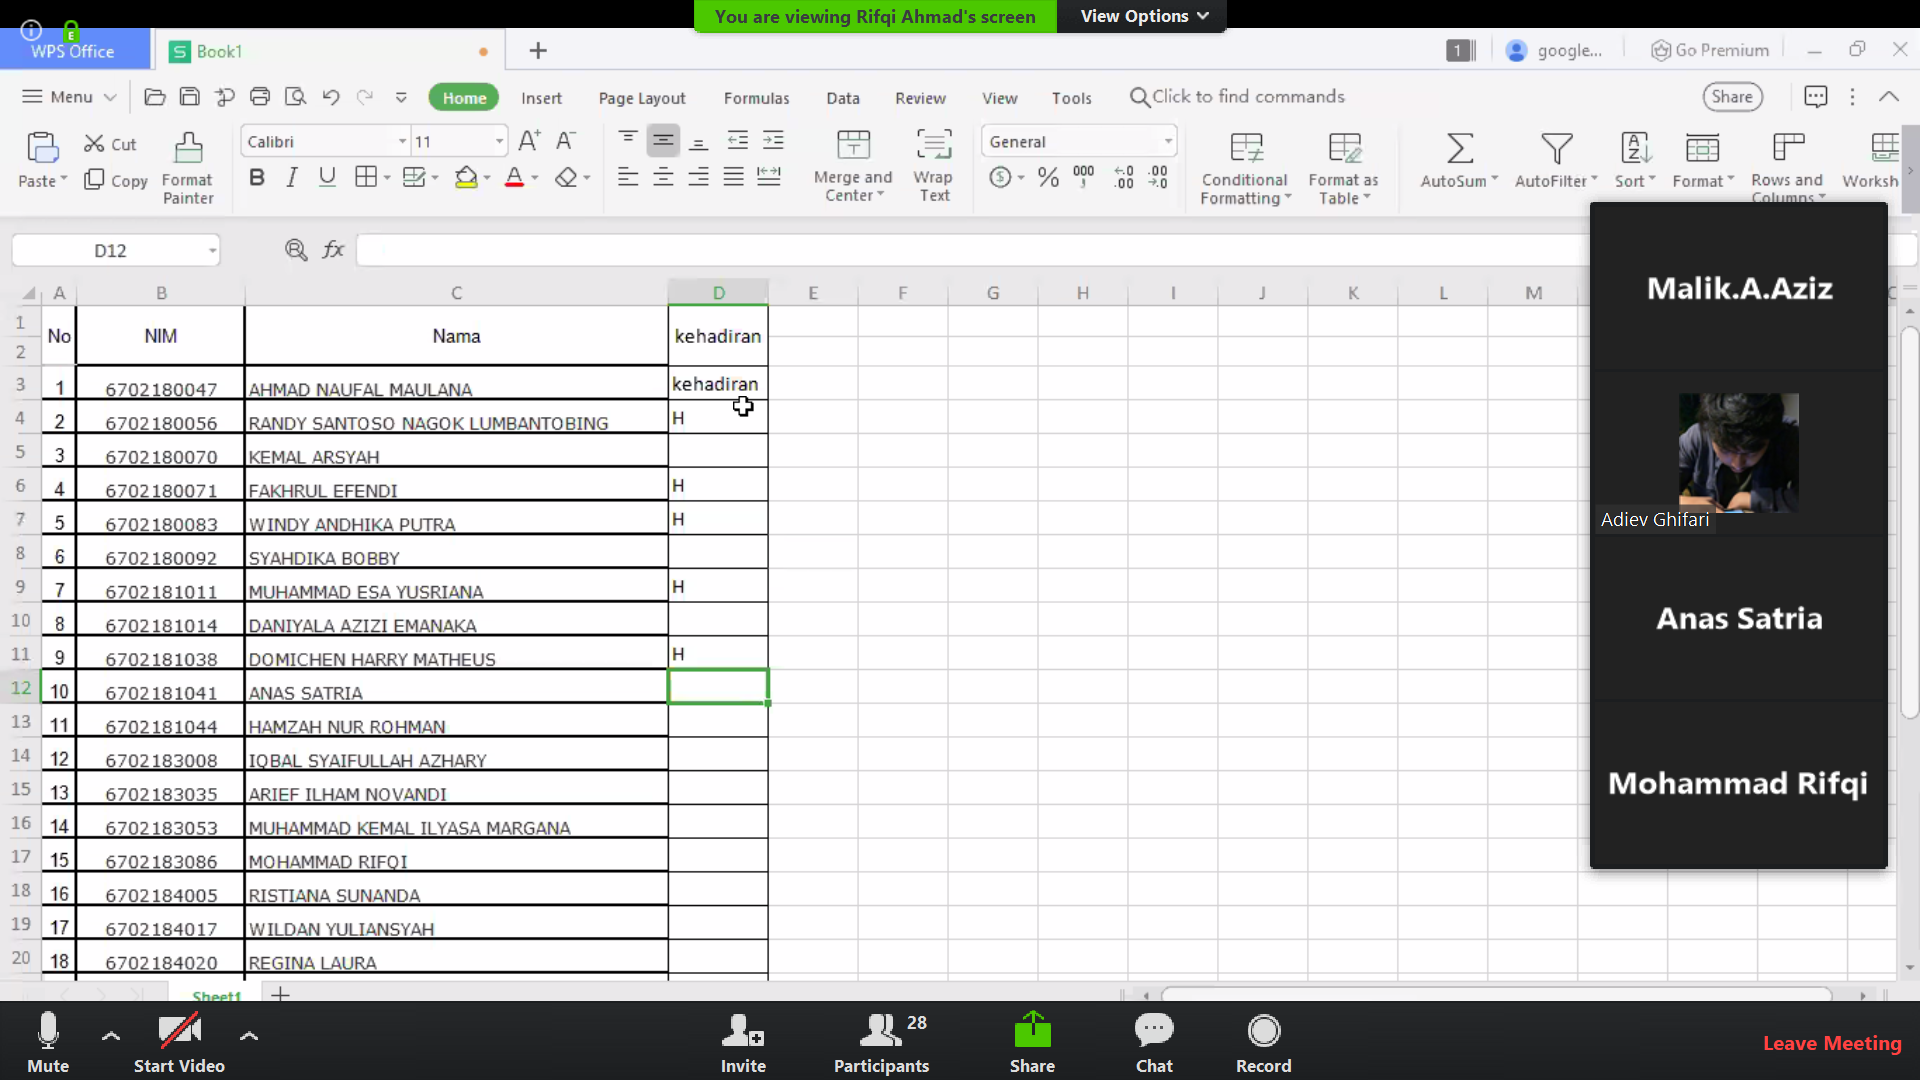 You are viewing Rifqi Ahmad's screen
View Options
WPS Office
Book1
1
google...
Go Premium
Menu
Home
Insert
Page Layout
Formulas
Data
Review
View
Tools
Click to find commands
Share
Paste
Cut
Copy
Format
Painter
Calibri
11
Merge and
Center
Wrap
Text
General
Conditional
Formatting
Format as
Table
AutoSum
AutoFilter
Sort
Format
Rows and
Columns
Worksh
D12
fx
A B C D E F G H I J K L M
1
2
No NIM Nama kehadiran
3 1 6702180047 AHMAD NAUFAL MAULANA kehadiran
4 2 6702180056 RANDY SANTOSO NAGOK LUMBANTOBING H
5 3 6702180070 KEMAL ARSYAH
6 4 6702180071 FAKHRUL EFENDI H
7 5 6702180083 WINDY ANDHIKA PUTRA H
8 6 6702180092 SYAHDIKA BOBBY
9 7 6702181011 MUHAMMAD ESA YUSRIANA H
10 8 6702181014 DANIYALA AZIZI EMANAKA
11 9 6702181038 DOMICHEN HARRY MATHEUS H
12 10 6702181041 ANAS SATRIA
13 11 6702181044 HAMZAH NUR ROHMAN
14 12 6702183008 IQBAL SYAIFULLAH AZHARY
15 13 6702183035 ARIEF ILHAM NOVANDI
16 14 6702183053 MUHAMMAD KEMAL ILYASA MARGANA
17 15 6702183086 MOHAMMAD RIFQI
18 16 6702184005 RISTIANA SUNANDA
19 17 6702184017 WILDAN YULIANSYAH
20 18 6702184020 REGINA LAURA
Sheet1
Malik.A.Aziz
Adiev Ghifari
Anas Satria
Mohammad Rifqi
Mute
Start Video
Invite
Participants
28
Share
Chat
Record
Leave Meeting